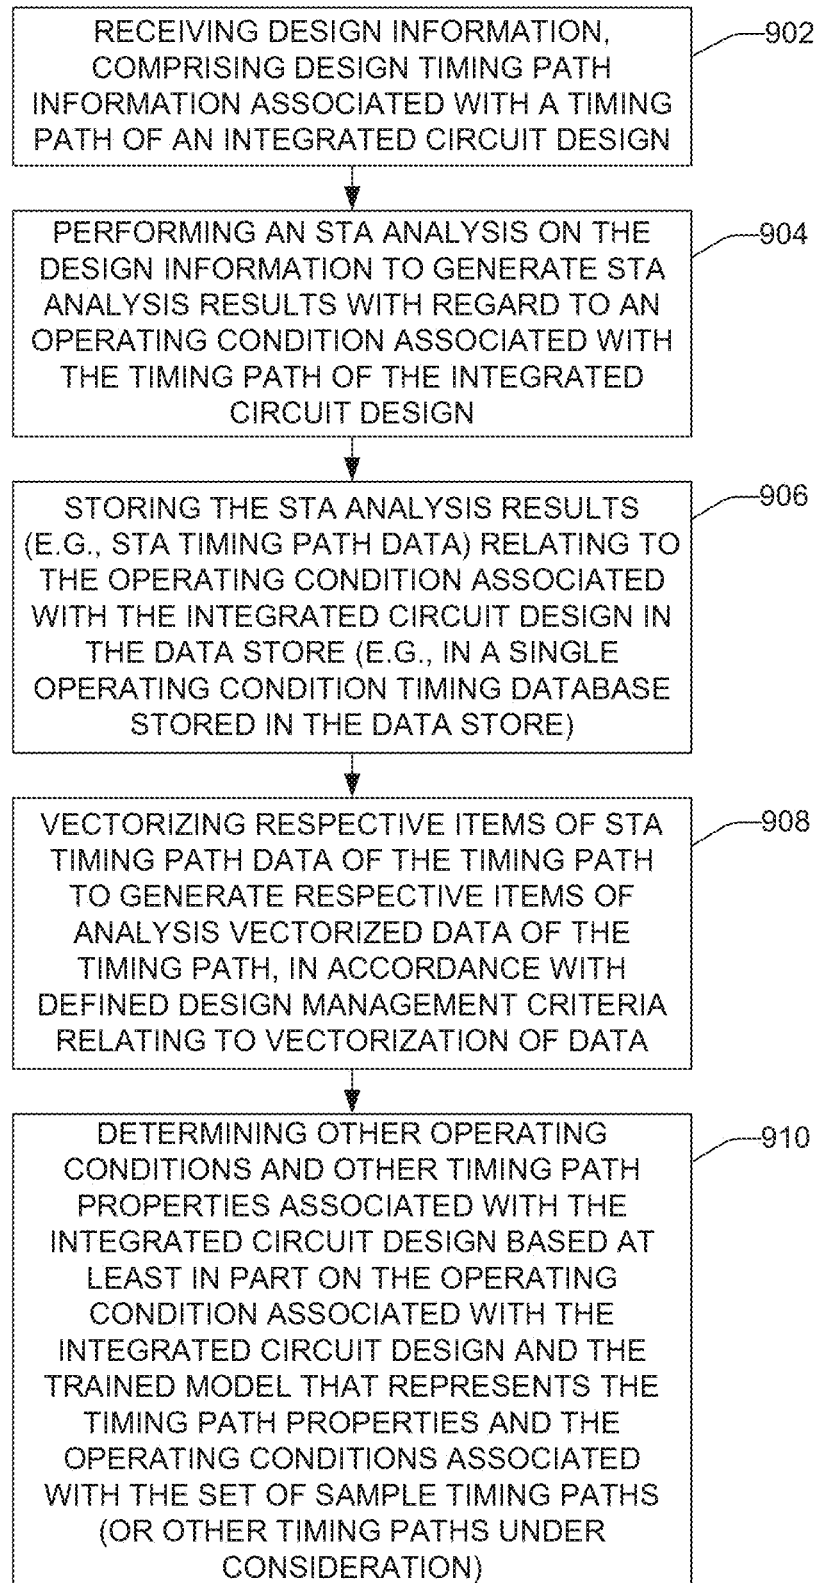 RECEIVING DESIGN INFORMATION,
COMPRISING DESIGN TIMING PATH
INFORMATION ASSOCIATED WITH A TIMING
PATH OF AN INTEGRATED CIRCUIT DESIGN
902
PERFORMING AN STA ANALYSIS ON THE
DESIGN INFORMATION TO GENERATE STA
ANALYSIS RESULTS WITH REGARD TO AN
OPERATING CONDITION ASSOCIATED WITH
THE TIMING PATH OF THE INTEGRATED
CIRCUIT DESIGN
904
STORING THE STA ANALYSIS RESULTS
(E.G., STA TIMING PATH DATA) RELATING TO
THE OPERATING CONDITION ASSOCIATED
WITH THE INTEGRATED CIRCUIT DESIGN IN
THE DATA STORE (E.G., IN A SINGLE
OPERATING CONDITION TIMING DATABASE
STORED IN THE DATA STORE)
906
VECTORIZING RESPECTIVE ITEMS OF STA
TIMING PATH DATA OF THE TIMING PATH
TO GENERATE RESPECTIVE ITEMS OF
ANALYSIS VECTORIZED DATA OF THE
TIMING PATH, IN ACCORDANCE WITH
DEFINED DESIGN MANAGEMENT CRITERIA
RELATING TO VECTORIZATION OF DATA
908
DETERMINING OTHER OPERATING
CONDITIONS AND OTHER TIMING PATH
PROPERTIES ASSOCIATED WITH THE
INTEGRATED CIRCUIT DESIGN BASED AT
LEAST IN PART ON THE OPERATING
CONDITION ASSOCIATED WITH THE
INTEGRATED CIRCUIT DESIGN AND THE
TRAINED MODEL THAT REPRESENTS THE
TIMING PATH PROPERTIES AND THE
OPERATING CONDITIONS ASSOCIATED
WITH THE SET OF SAMPLE TIMING PATHS
(OR OTHER TIMING PATHS UNDER
CONSIDERATION)
910